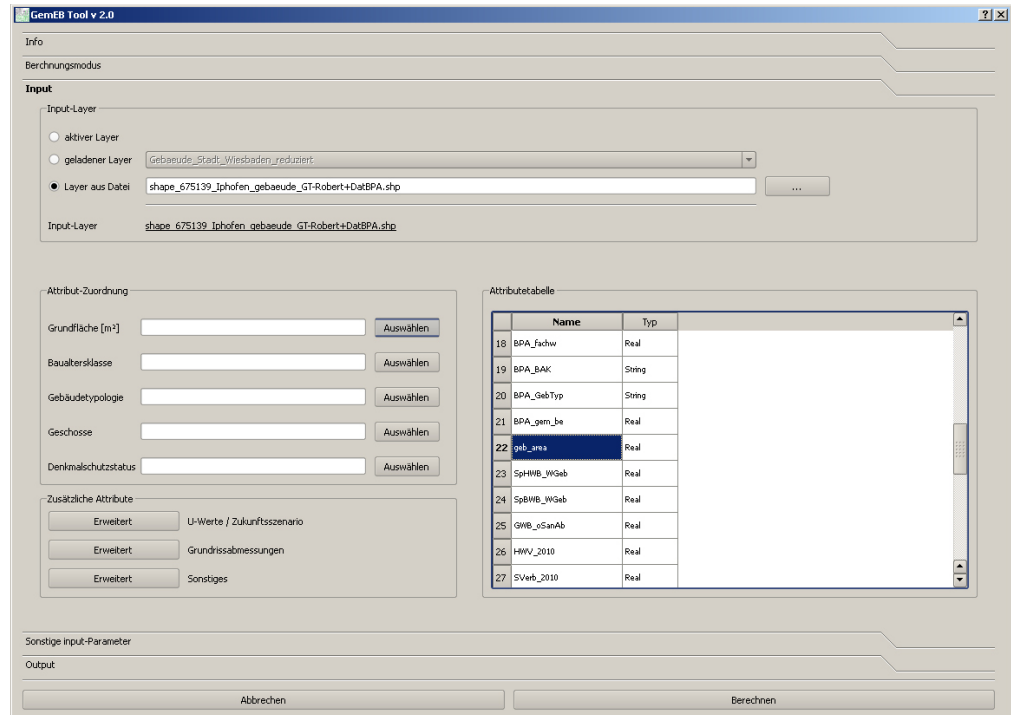 GemEB Tool v 2.0
Info
Berchnungsmodus
Input
Input-Layer
aktiver Layer
geladener Layer Gebaeude_Stadt_Wiesbaden_reduziert
Layer aus Datei shape_675139_Iphofen_gebaeude_GT-Robert+DatBPA.shp ...
Input-Layer shape_675139_Iphofen_gebaeude_GT-Robert+DatBPA.shp
Attribut-Zuordnung
Grundfläche [m²] Auswählen
Baualtersklasse Auswählen
Gebäudetypologie Auswählen
Geschosse Auswählen
Denkmalschutzstatus Auswählen
Zusätzliche Attribute
Erweitert U-Werte / Zukunftsszenario
Erweitert Grundrissabmessungen
Erweitert Sonstiges
Attributetabelle
Name Typ
18 BPA_fachw Real
19 BPA_BAK String
20 BPA_GebTyp String
21 BPA_gem_be Real
22 geb_area Real
23 SpHWB_WGeb Real
24 SpBWB_WGeb Real
25 GWB_oSanAb Real
26 HWV_2010 Real
27 SVerb_2010 Real
Sonstige input-Parameter
Output
Abbrechen Berechnen